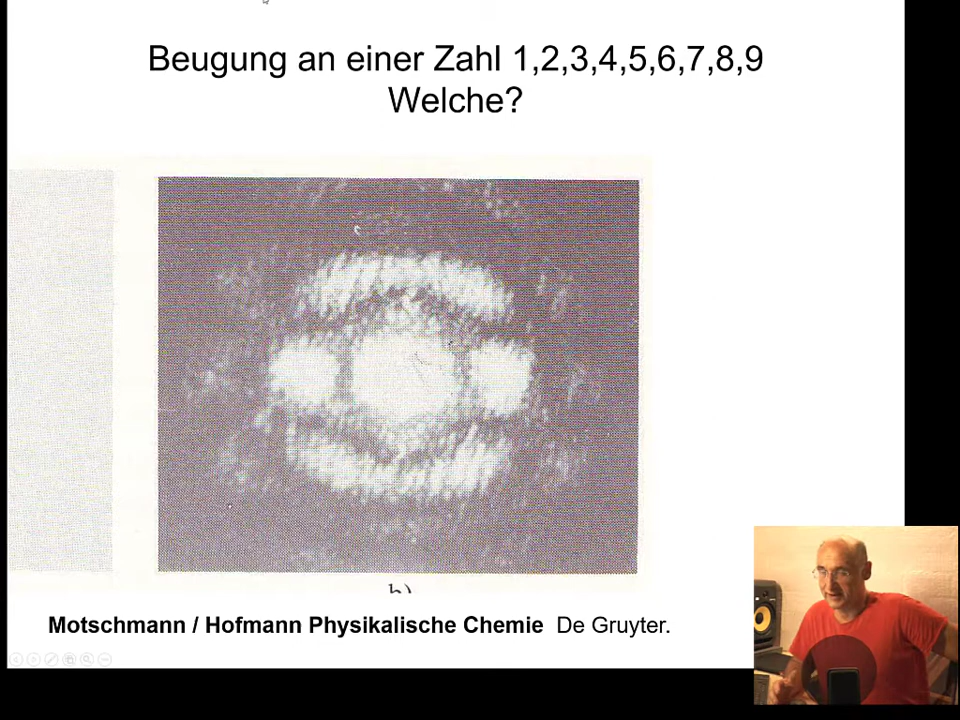 Beugung an einer Zahl 1,2,3,4,5,6,7,8,9
Welche?
b)
Motschmann / Hofmann Physikalische Chemie De Gruyter.